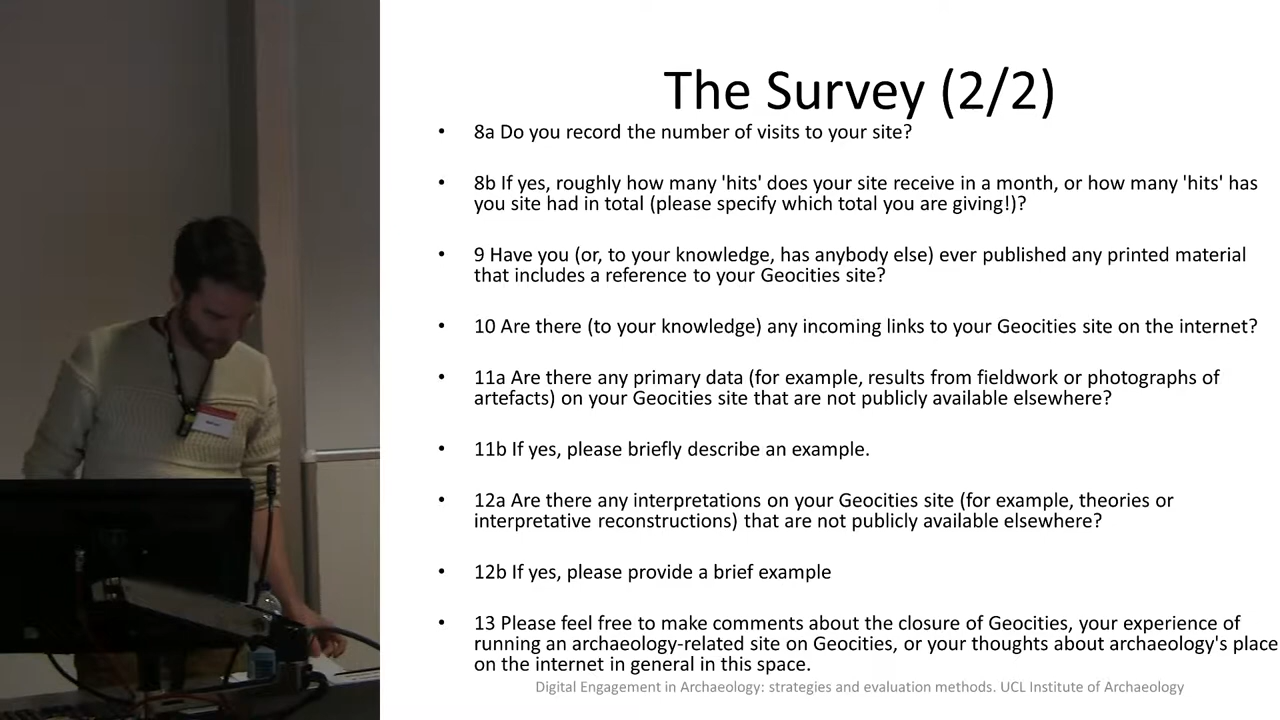 The Survey (2/2)
• 8a Do you record the number of visits to your site?
• 8b If yes, roughly how many 'hits' does your site receive in a month, or how many 'hits' has
you site had in total (please specify which total you are giving!)?
• 9 Have you (or, to your knowledge, has anybody else) ever published any printed material
that includes a reference to your Geocities site?
• 10 Are there (to your knowledge) any incoming links to your Geocities site on the internet?
• 11a Are there any primary data (for example, results from fieldwork or photographs of
artefacts) on your Geocities site that are not publicly available elsewhere?
• 11b If yes, please briefly describe an example.
• 12a Are there any interpretations on your Geocities site (for example, theories or
interpretative reconstructions) that are not publicly available elsewhere?
• 12b If yes, please provide a brief example
• 13 Please feel free to make comments about the closure of Geocities, your experience of
running an archaeology-related site on Geocities, or your thoughts about archaeology's place
on the internet in general in this space.
Digital Engagement in Archaeology: strategies and evaluation methods. UCL Institute of Archaeology